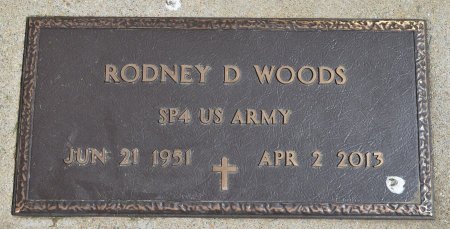 RODNEY D WOODS
SP4 US ARMY
JUN 21 1951 APR 2 2013